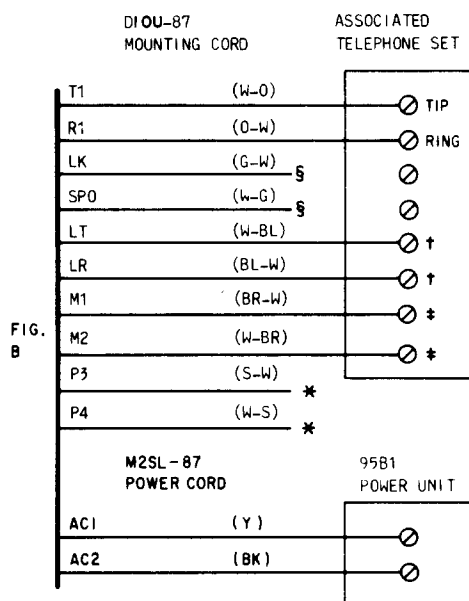 DIOU-87 ASSOCIATED
MOUNTING CORD TELEPHONE SET
T1 (W-O) TIP
R1 (O-W) RING
LK (G-W) §
SPO (W-G) §
LT (W-BL) †
LR (BL-W) †
M1 (BR-W) ‡
FIG. M2 (W-BR) ‡
B
P3 (S-W) *
P4 (W-S) *
M2SL-87 95B1
POWER CORD POWER UNIT
AC1 (Y)
AC2 (BK)